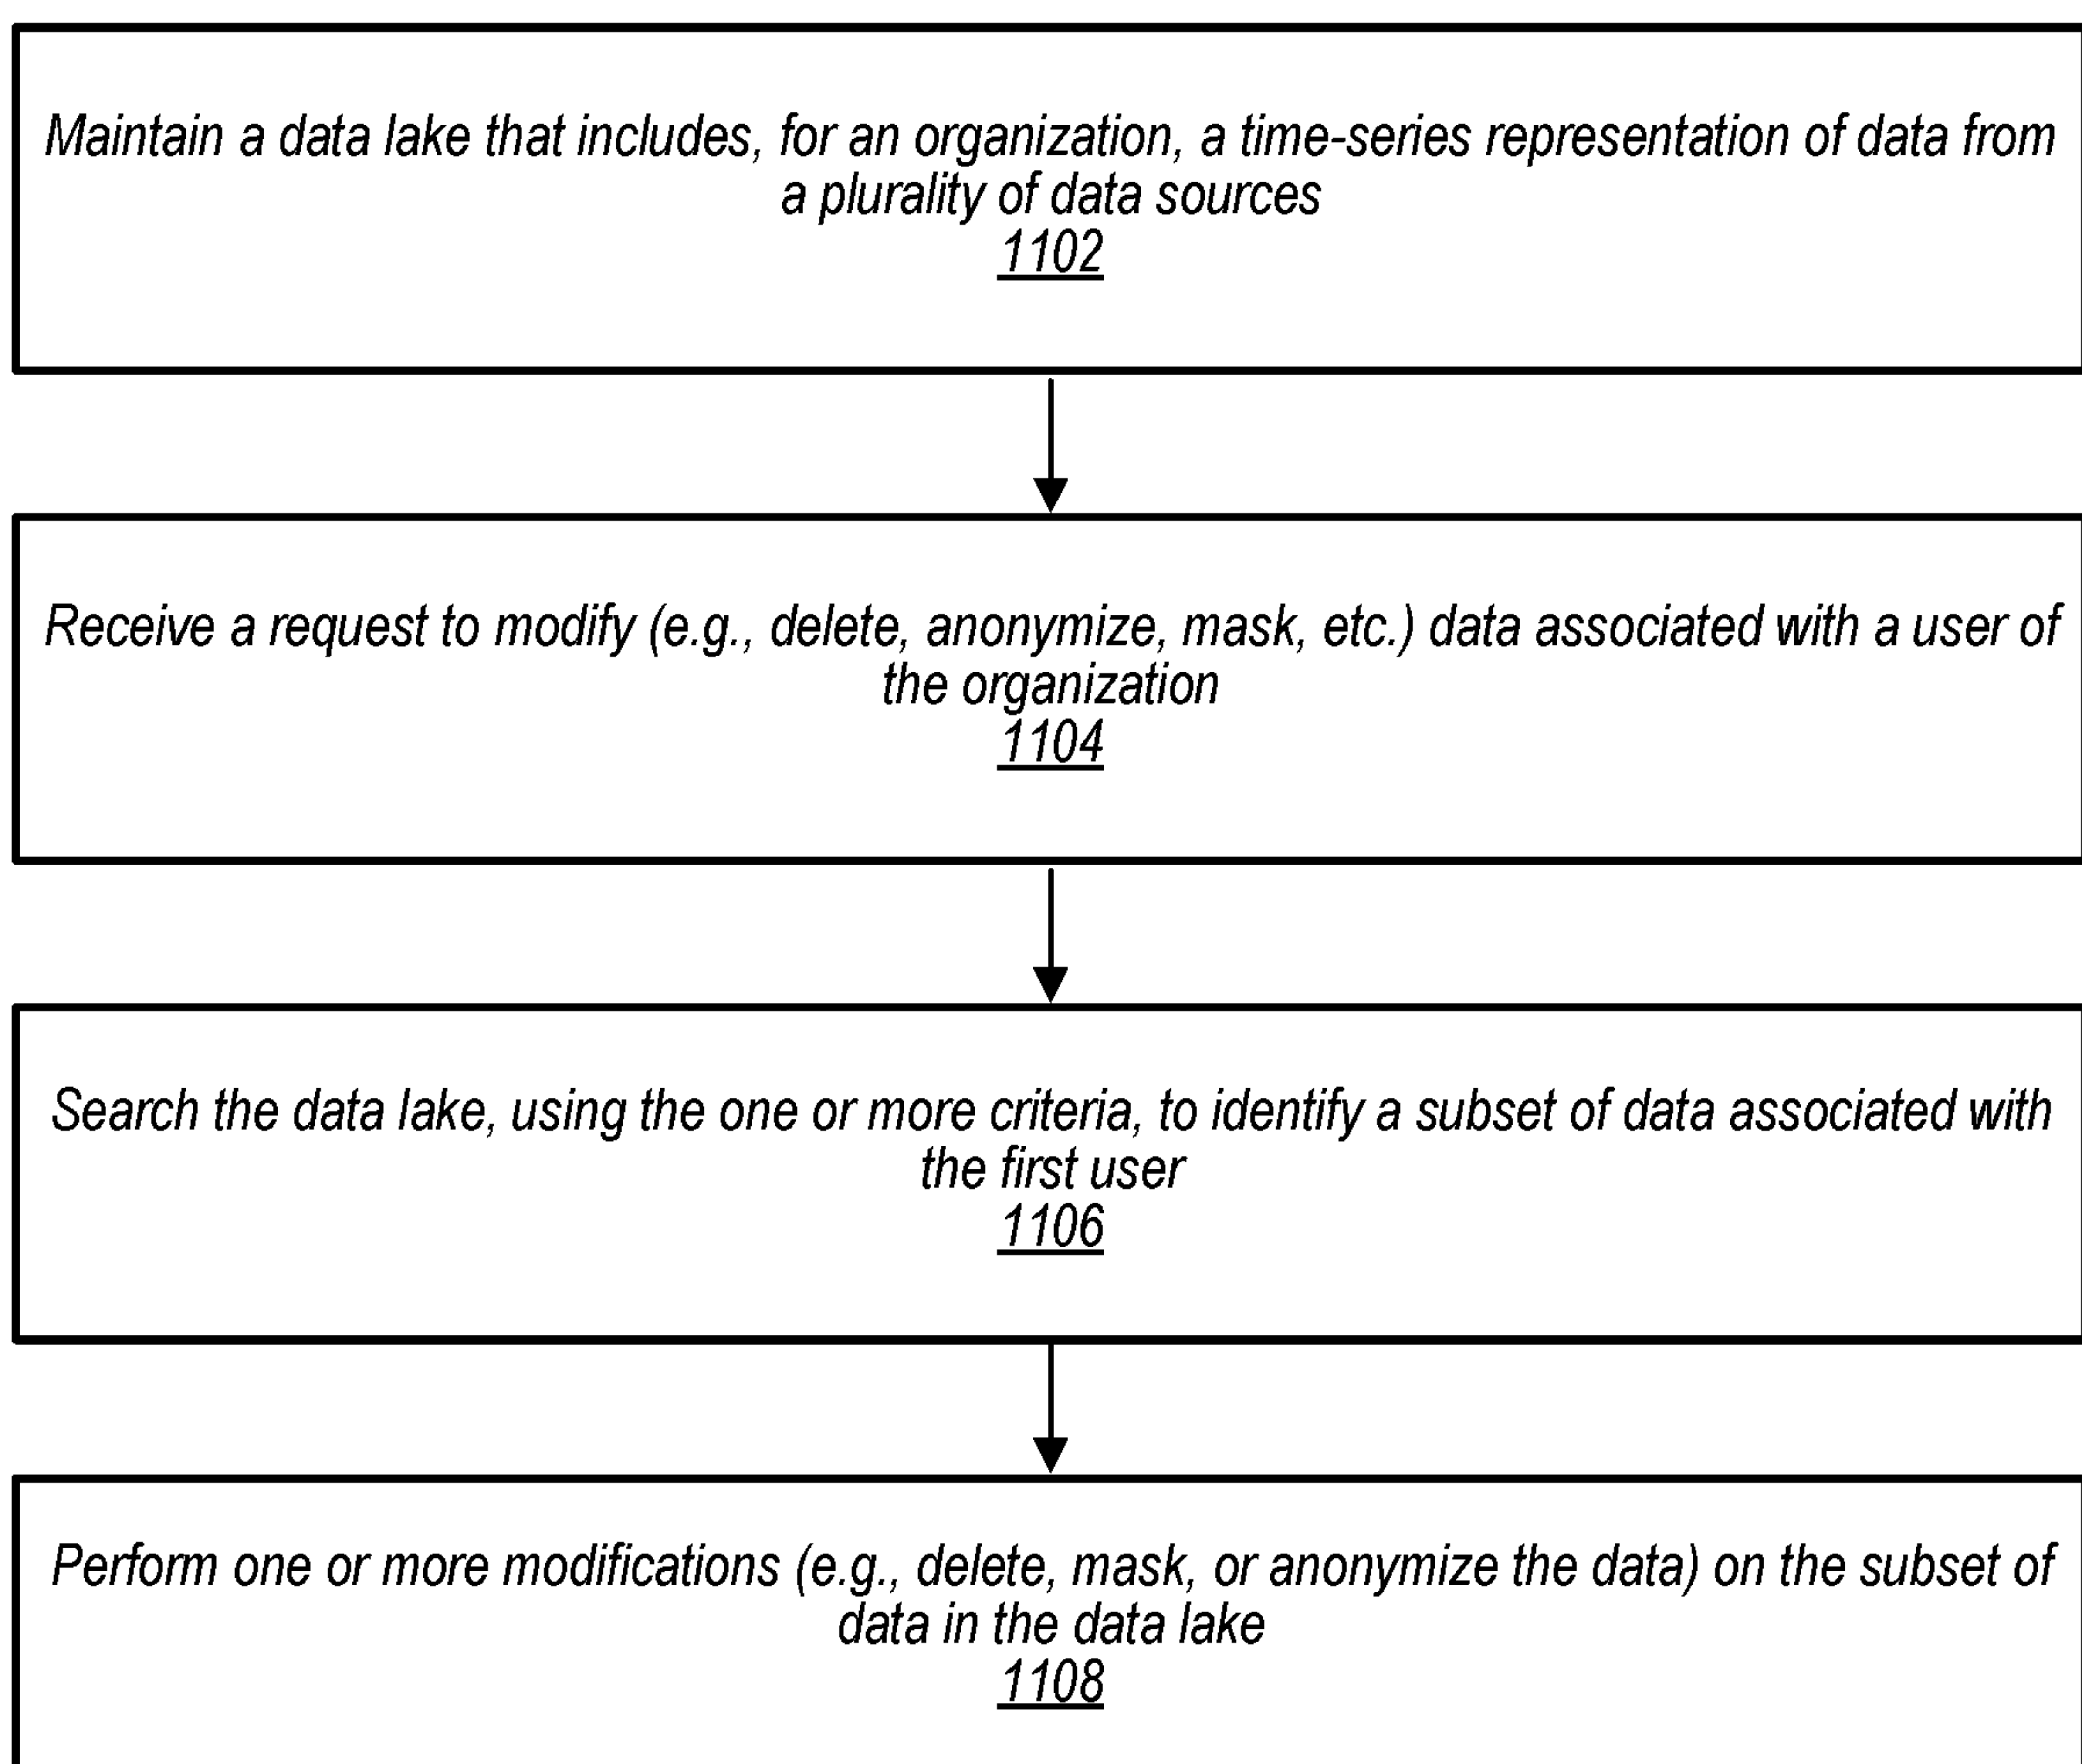 Maintain a data lake that includes, for an organization, a time-series representation of data from
a plurality of data sources
1102
Receive a request to modify (e.g., delete, anonymize, mask, etc.) data associated with a user of
the organization
1104
Search the data lake, using the one or more criteria, to identify a subset of data associated with
the first user
1106
Perform one or more modifications (e.g., delete, mask, or anonymize the data) on the subset of
data in the data lake
1108